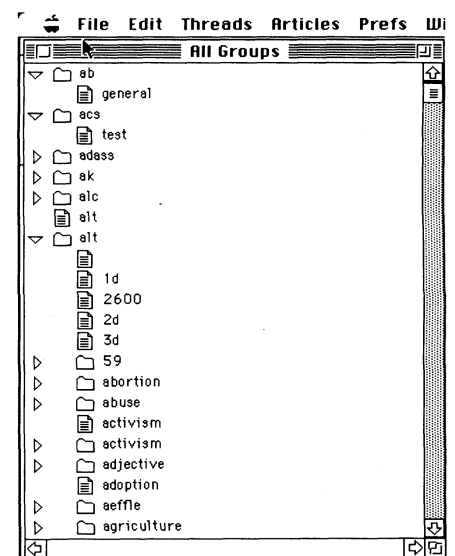 File Edit Threads Articles Prefs Wi
All Groups
ab
general
acs
test
adass
ak
alc
alt
alt
1d
2600
2d
3d
59
abortion
abuse
activism
activism
adjective
adoption
aeffle
agriculture